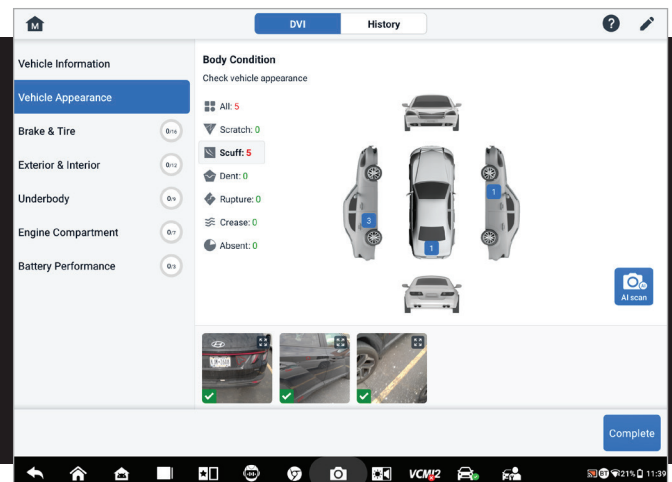 M
DVI
History
?
Vehicle Information
Vehicle Appearance
Brake & Tire
0/16
Exterior & Interior
0/12
Underbody
0/9
Engine Compartment
0/7
Battery Performance
0/3
Body Condition
Check vehicle appearance
All: 5
Scratch: 0
Scuff: 5
Dent: 0
Rupture: 0
Crease: 0
Absent: 0
1
3
1
AI scan
Complete
VCMI2
21% 11:39